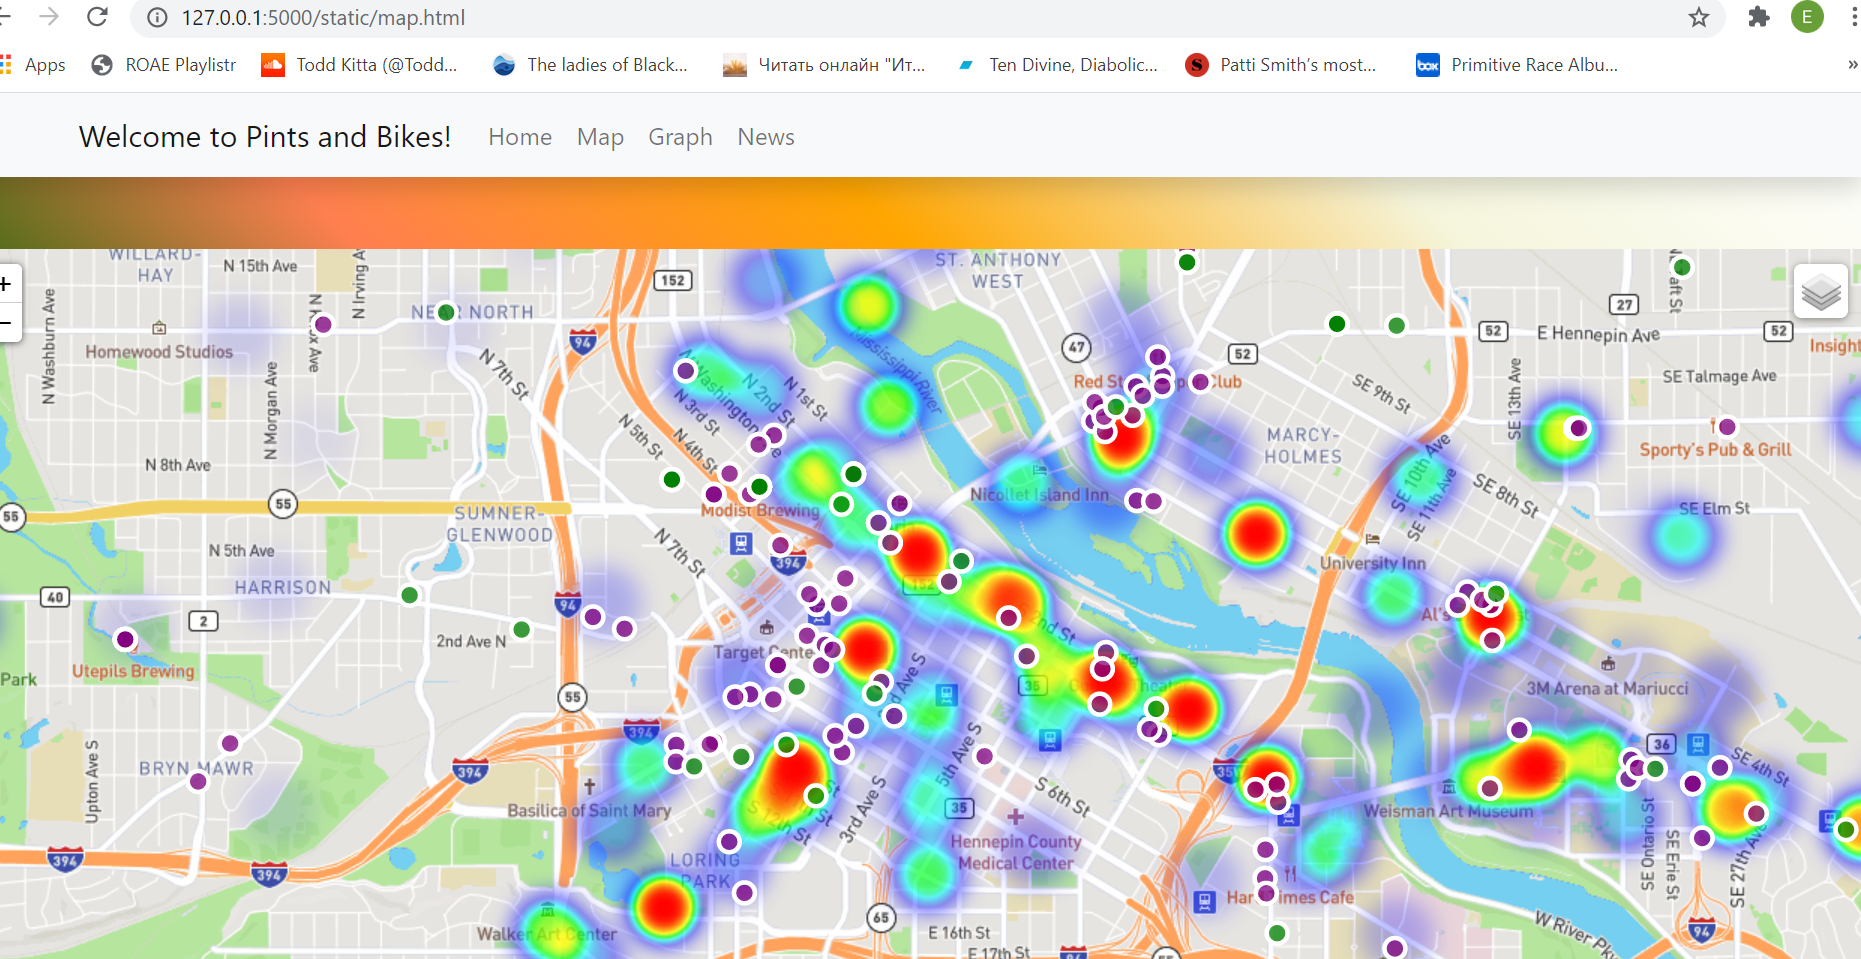 127.0.0.1:5000/static/map.html
E
Apps
ROAE Playlistr
Todd Kitta (@Todd...
The ladies of Black...
Читать онлайн "Ит...
Ten Divine, Diabolic...
S
Patti Smith's most...
box
Primitive Race Albu...
»
Welcome to Pints and Bikes!
Home
Map
Graph
News
+
−
WILLARD-
HAY
N 15th Ave
N Irving A
152
ST. ANTHONY
WEST
27
52
E Hennepin Ave
52
Insight
NEAR NORTH
94
47
52
N Washburn Ave
Homewood Studios
N 7th St
Mississippi River
SE Talmage Ave
SE 9th Ave
SE 13th Ave
N Morgan Ave
N 2nd St
N 1st St
N 3rd St
N 5th St
N 4th St
MARCY-
HOLMES
Sporty's Pub & Grill
N 8th Ave
SE 10th Ave
SE 11th Ave
SE 8th St
SE Elm St
Nicollet Island Inn
55
55
Modist Brewing
SUMNER-
GLENWOOD
N 5th Ave
N 7th St
394
University Inn
HARRISON
40
94
2
2nd Ave N
Target Cente
2nd St
Park
Utepils Brewing
35
3M Arena at Mariucci
55
394
36
BRYN MAWR
394
Upton Ave S
5th Ave S
35
S 6th St
SE 4th St
Basilica of Saint Mary
S 12th St
3rd Ave S
35
Weisman Art Museum
Hennepin County
Medical Center
394
394
LORING
PARK
SE Ontario St
SE Erie St
SE 27th Av
Walker Art Center
65
E 16th St
E 17th St
W River Pk
94